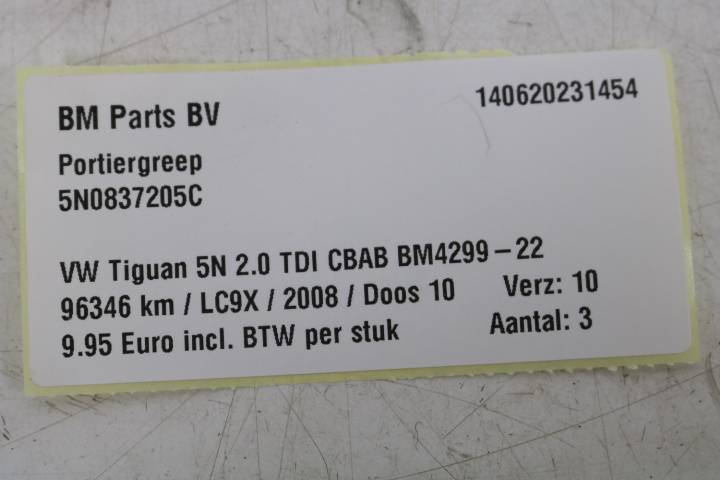 BM Parts BV 140620231454
Portiergreep
5N0837205C
VW Tiguan 5N 2.0 TDI CBAB BM4299-22
96346 km / LC9X / 2008 / Doos 10 Verz: 10
9.95 Euro incl. BTW per stuk Aantal: 3